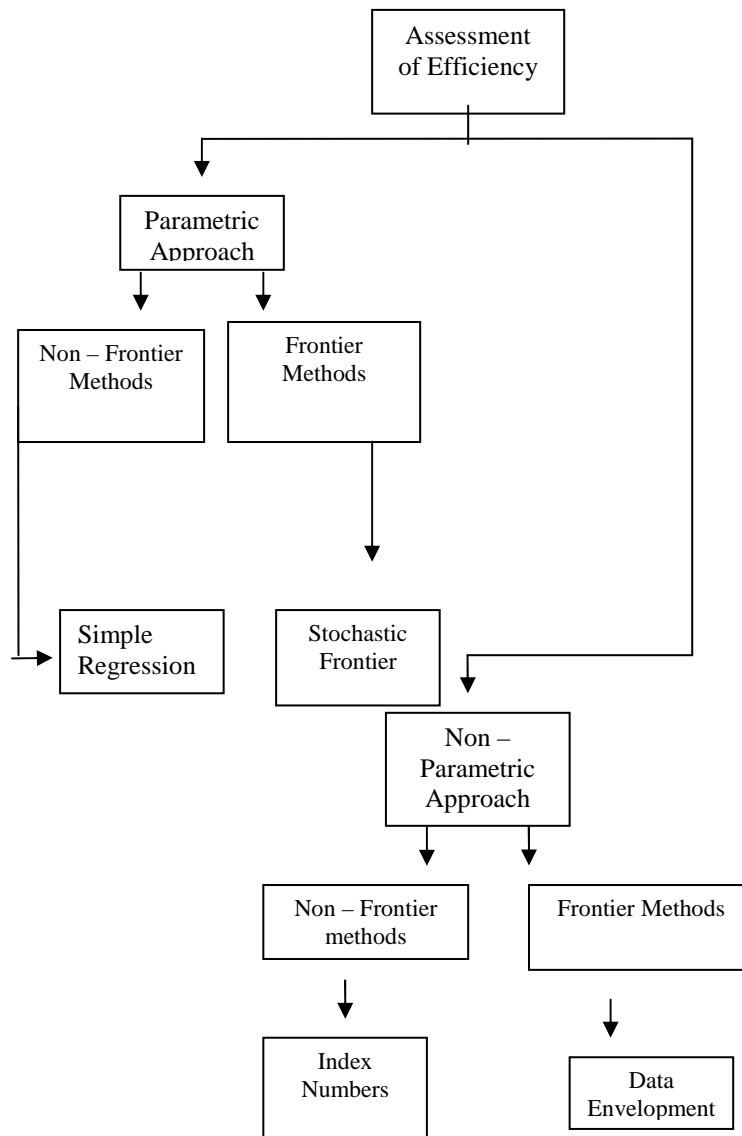 Assessment
of Efficiency
Parametric
Approach
Non – Frontier
Methods
Frontier
Methods
Simple
Regression
Stochastic
Frontier
Non –
Parametric
Approach
Non – Frontier
methods
Frontier Methods
Index
Numbers
Data
Envelopment